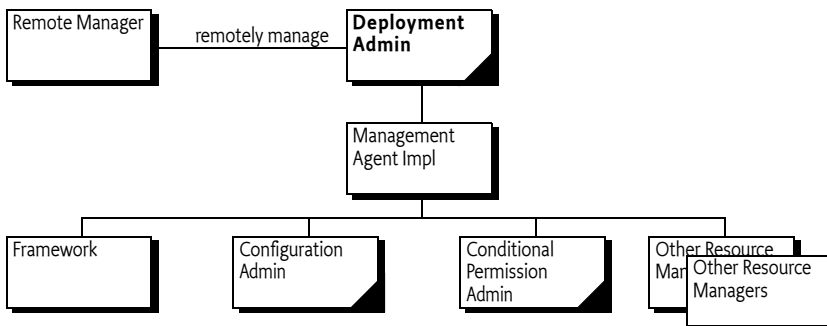 Remote Manager
remotely manage
Deployment
Admin
Management
Agent Impl
Framework
Configuration
Admin
Conditional
Permission
Admin
Other Resource
Man
Other Resource
Managers